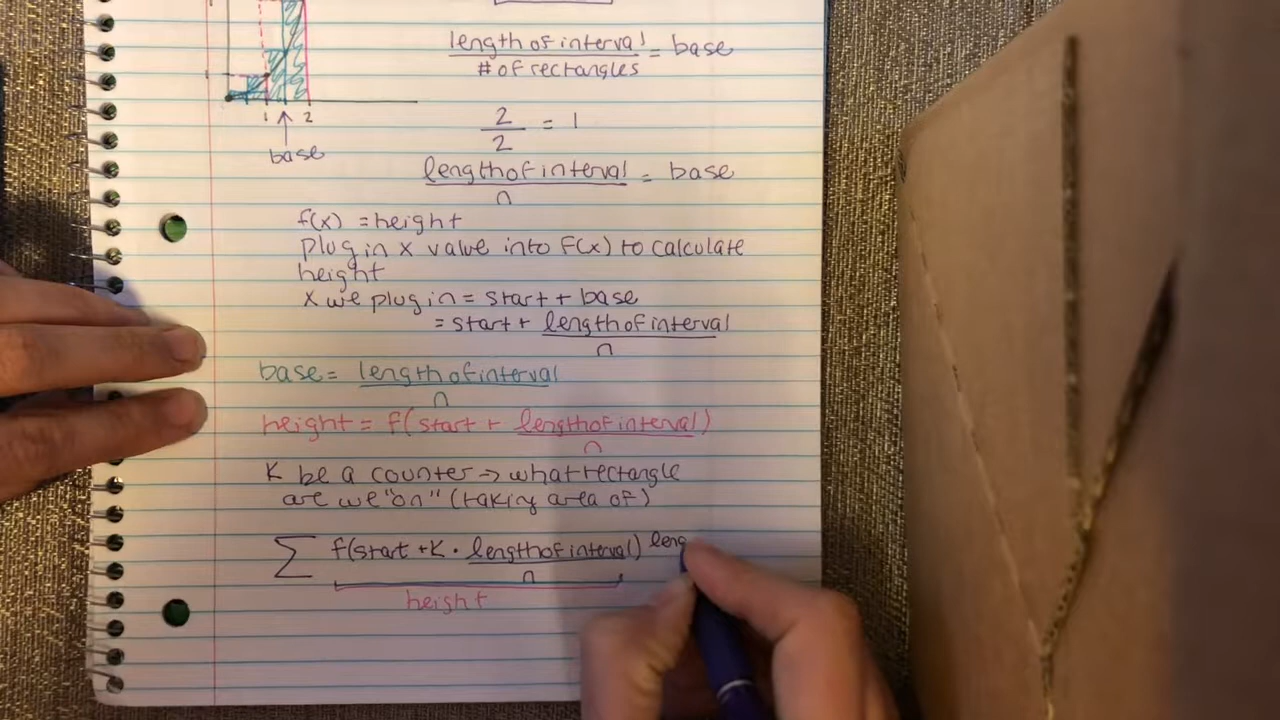 length of interval = base
# of rectangles
1 2
base
2 = 1
2
length of interval = base
n
f(x) = height
plug in x value into f(x) to calculate
height
x we plug in = start + base
= start + length of interval
n
base = length of interval
n
height = f(start + length of interval)
n
K be a counter → what rectangle
are we "on" (taking area of)
∑ f(start + K · length of interval) leng
n
height